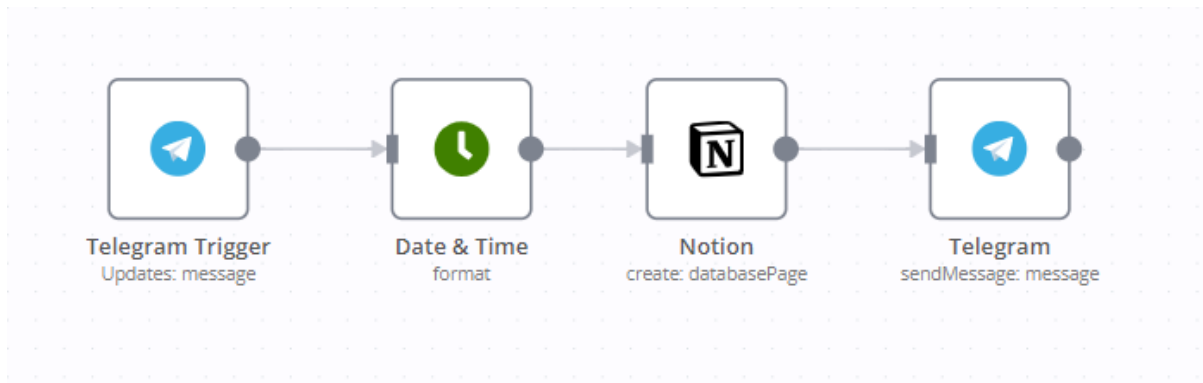 N
Telegram Trigger
Updates: message
Date & Time
format
Notion
create: databasePage
Telegram
sendMessage: message